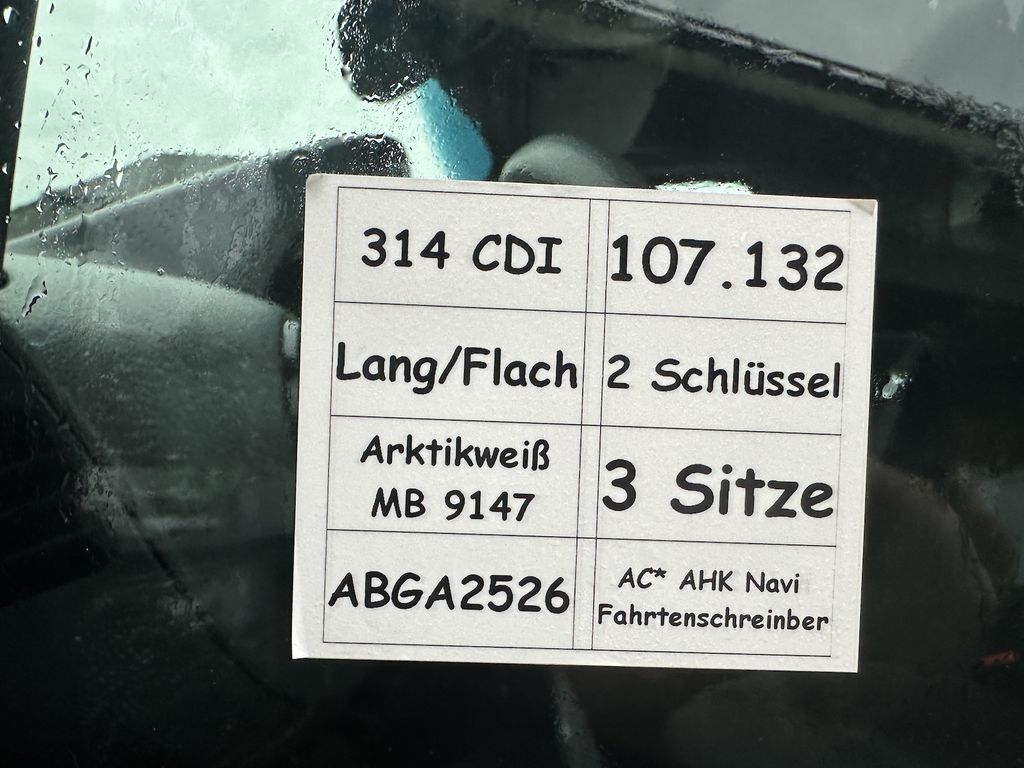 314 CDI
107.132
Lang/Flach
2 Schlüssel
Arktikweiß
MB 9147
3 Sitze
ABGA2526
AC* AHK Navi
Fahrtenschreinber